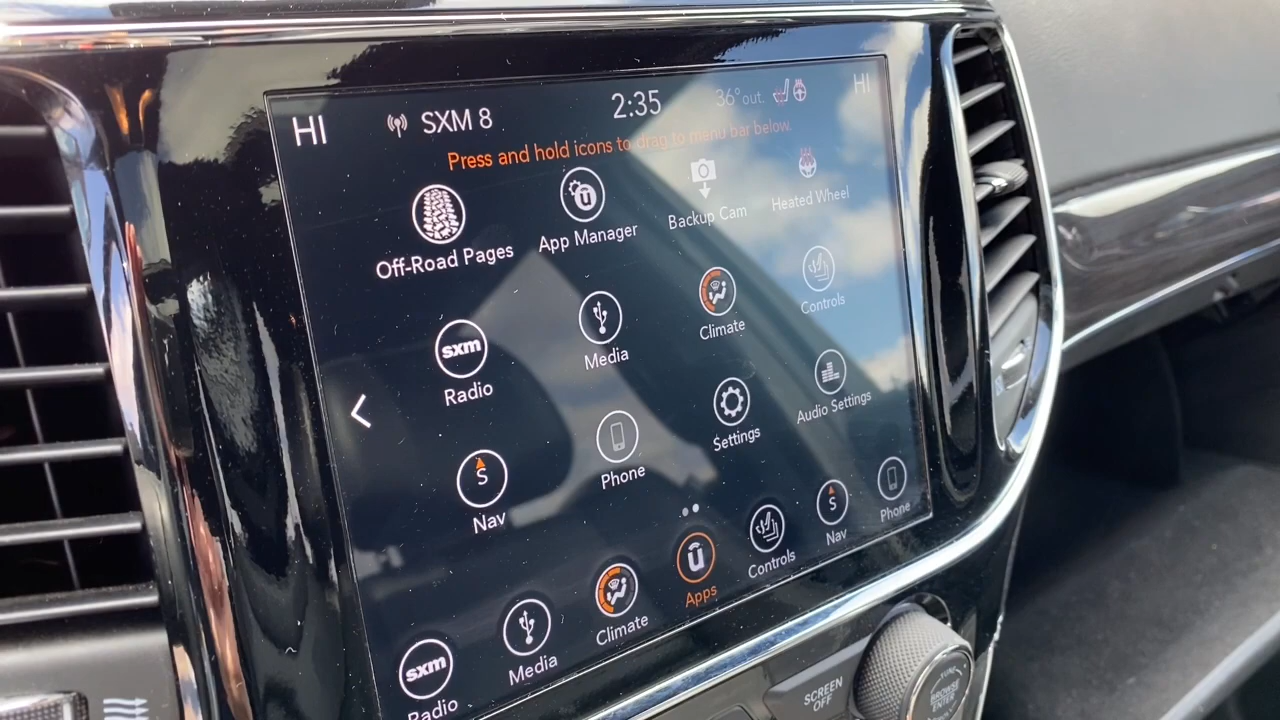 HI
SXM 8
2:35
36° out.
HI
Press and hold icons to drag to menu bar below.
Off-Road Pages
App Manager
Backup Cam
Heated Wheel
sxm
Radio
Media
Climate
Controls
S
Nav
Phone
Settings
Audio Settings
sxm
Radio
Media
Climate
Apps
Controls
S
Nav
Phone
SCREEN
OFF
BROWSE
ENTER